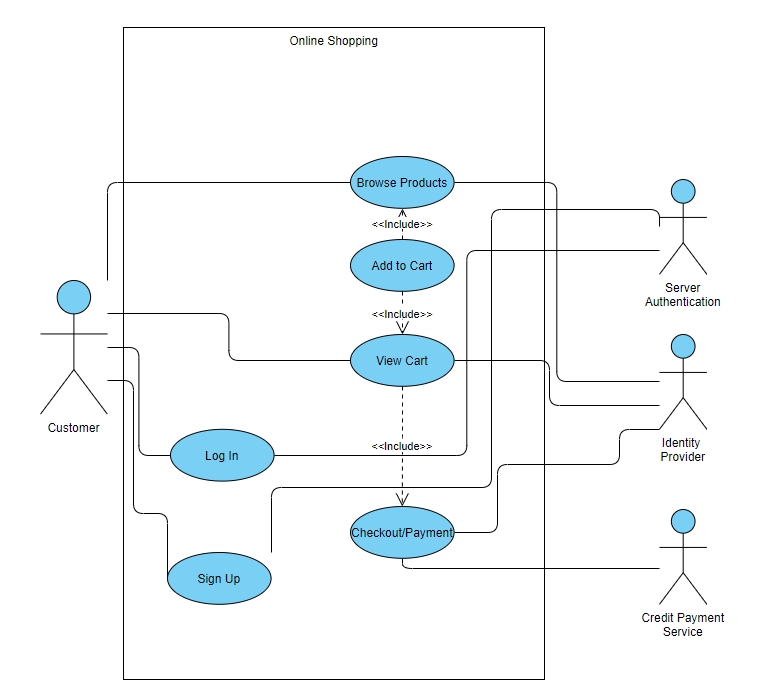 Online Shopping
Browse Products
<<Include>>
Add to Cart
Server
Authentication
<<Include>>
View Cart
Customer
<<Include>>
Identity
Provider
Log In
Checkout/Payment
Sign Up
Credit Payment
Service